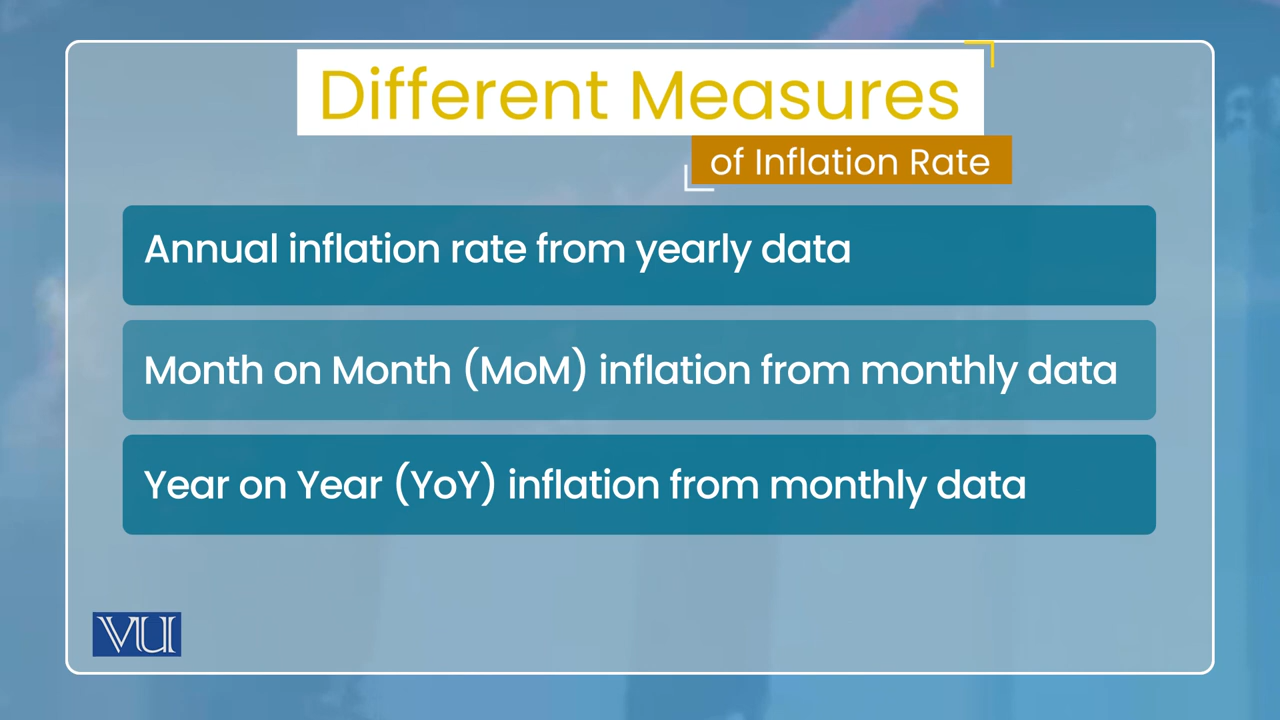 Different Measures
of Inflation Rate
Annual inflation rate from yearly data
Month on Month (MoM) inflation from monthly data
Year on Year (YoY) inflation from monthly data
VU